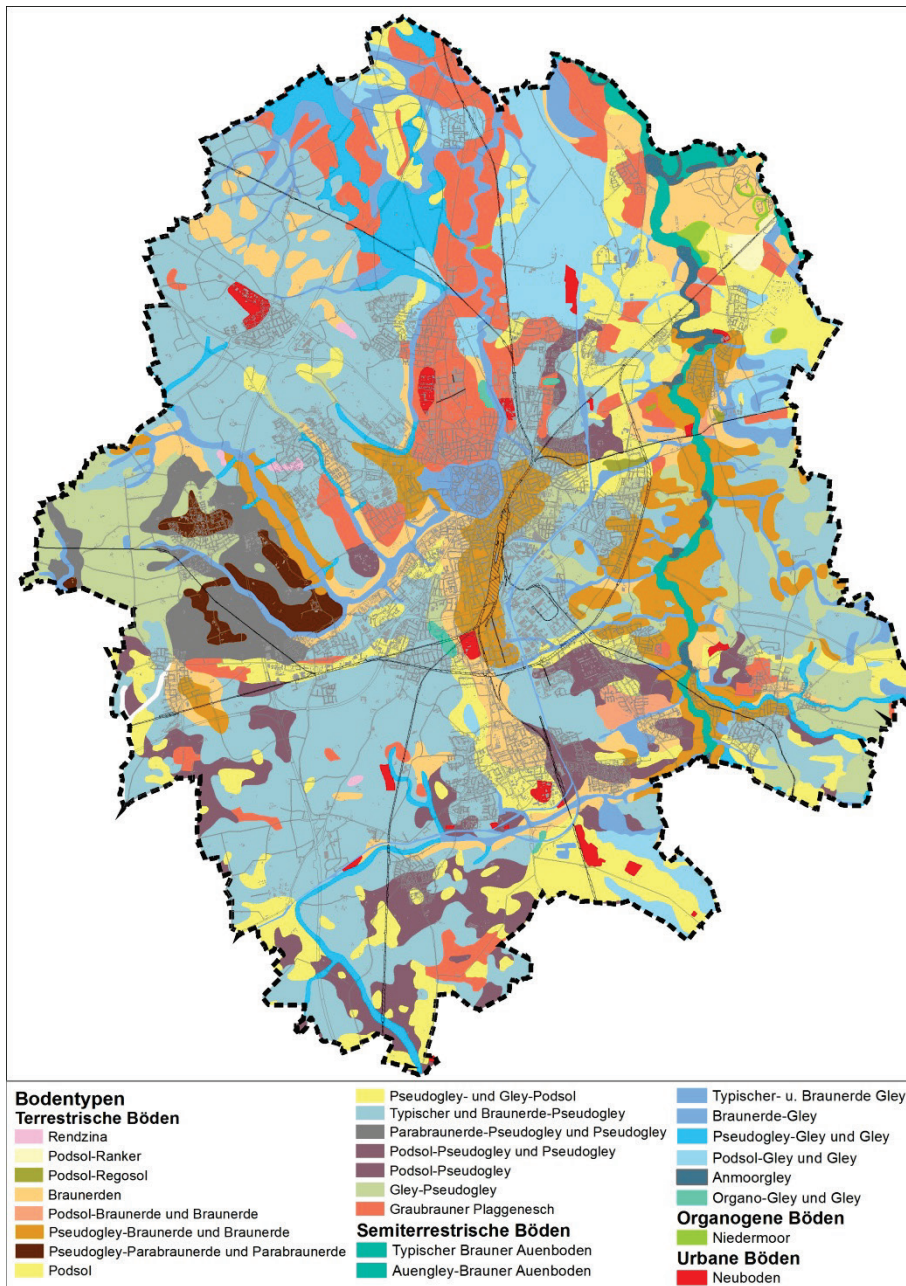 Bodentypen
Terrestrische Böden
Rendzina
Podsol-Ranker
Podsol-Regosol
Braunerden
Podsol-Braunerde und Braunerde
Pseudogley-Braunerde und Braunerde
Pseudogley-Parabraunerde und Parabraunerde
Podsol
Pseudogley- und Gley-Podsol
Typischer und Braunerde-Pseudogley
Parabraunerde-Pseudogley und Pseudogley
Podsol-Pseudogley und Pseudogley
Podsol-Pseudogley
Gley-Pseudogley
Graubrauner Plaggenesch
Semiterrestrische Böden
Typischer Brauner Auenboden
Auengley-Brauner Auenboden
Typischer- u. Braunerde Gley
Braunerde-Gley
Pseudogley-Gley und Gley
Podsol-Gley und Gley
Anmoorgley
Organo-Gley und Gley
Organogene Böden
Niedermoor
Urbane Böden
Neuboden